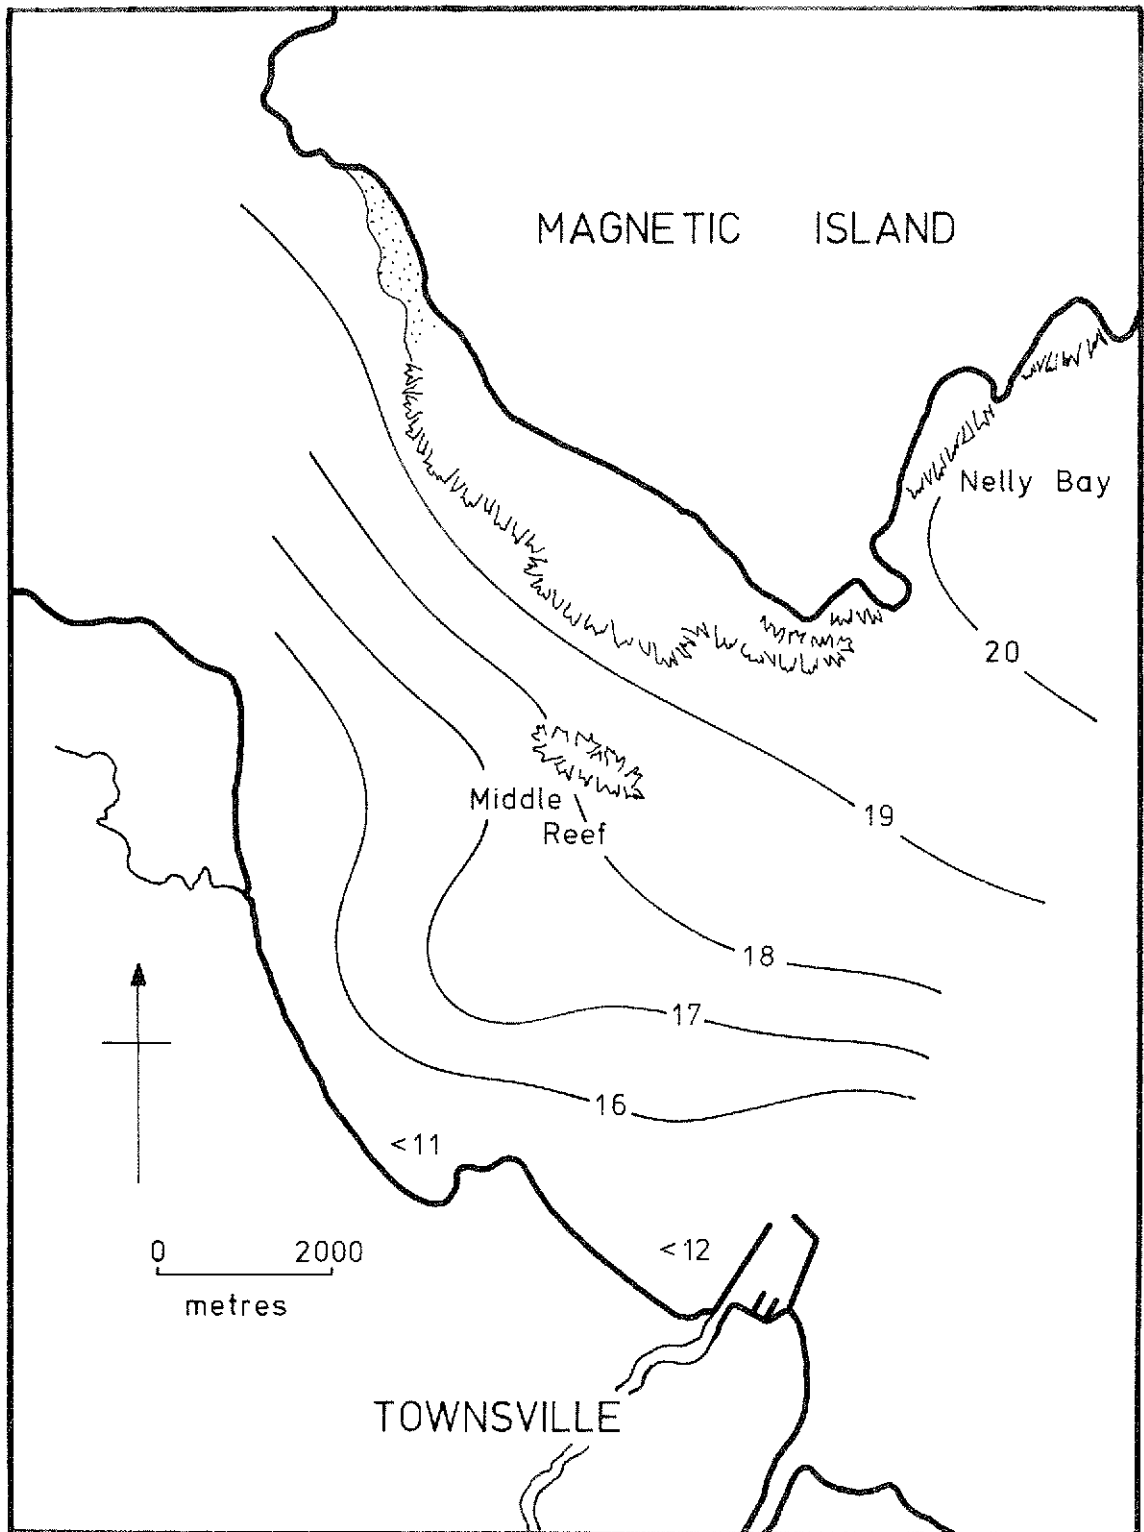 MAGNETIC ISLAND
Nelly Bay
20
Middle
Reef
19
18
17
16
<11
<12
0 2000
metres
TOWNSVILLE